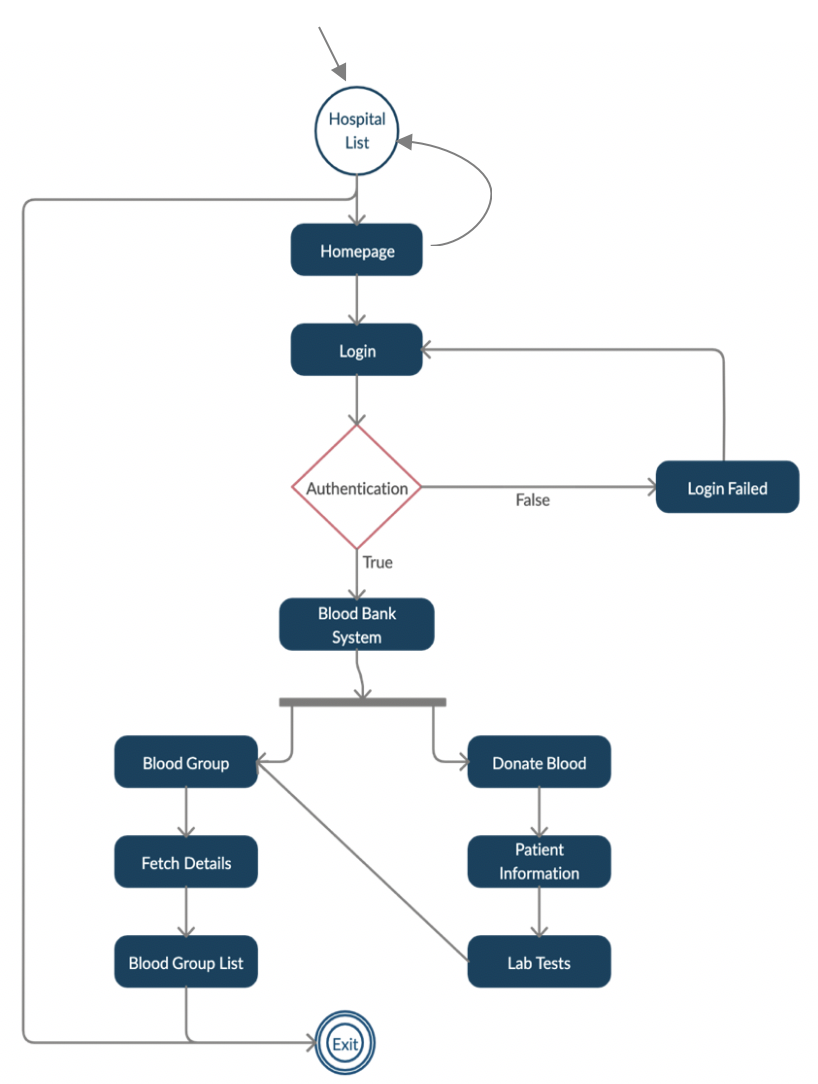 Hospital
List
Homepage
Login
Authentication
False
Login Failed
True
Blood Bank
System
Blood Group
Donate Blood
Fetch Details
Patient
Information
Blood Group List
Lab Tests
Exit